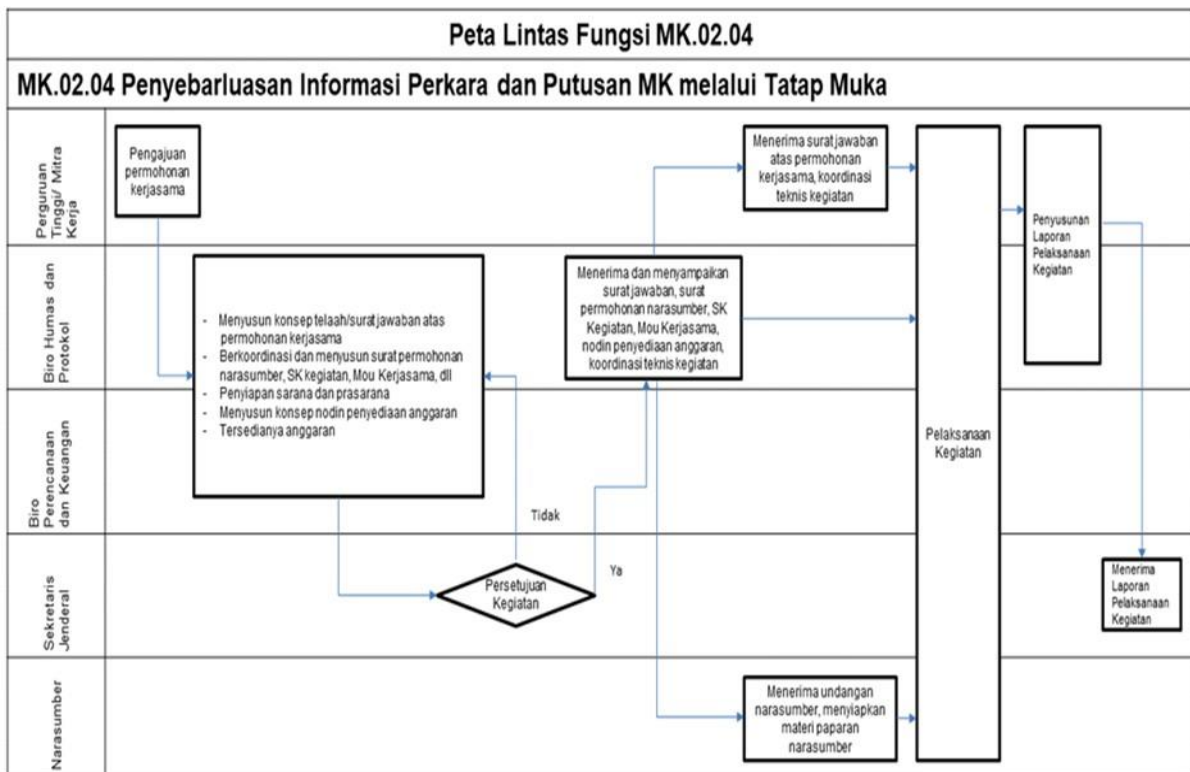 Peta Lintas Fungsi MK.02.04
MK.02.04 Penyebarluasan Informasi Perkara dan Putusan MK melalui Tatap Muka
Perguruan
Tinggi/ Mitra
Kerja
Pengajuan
permohonan
kerjasama
Menerima surat jawaban
atas permohonan
kerjasama, koordinasi
teknis kegiatan
Biro Humas dan
Protokol
- Menyusun konsep telaah/surat jawaban atas
permohonan kerjasama
- Berkoordinasi dan menyusun surat permohonan
narasumber, SK kegiatan, Mou Kerjasama, dll
- Penyiapan sarana dan prasarana
- Menyusun konsep nodin penyediaan anggaran
- Tersedianya anggaran
Menerima dan menyampaikan
surat jawaban, surat
permohonan narasumber, SK
Kegiatan, Mou Kerjasama,
nodin penyediaan anggaran,
koordinasi teknis kegiatan
Pelaksanaan
Kegiatan
Penyusunan
Laporan
Pelaksanaan
Kegiatan
Biro
Perencanaan
dan Keuangan
Tidak
Ya
Sekretaris
Jenderal
Persetujuan
Kegiatan
Menerima
Laporan
Pelaksanaan
Kegiatan
Narasumber
Menerima undangan
narasumber, menyiapkan
materi paparan
narasumber